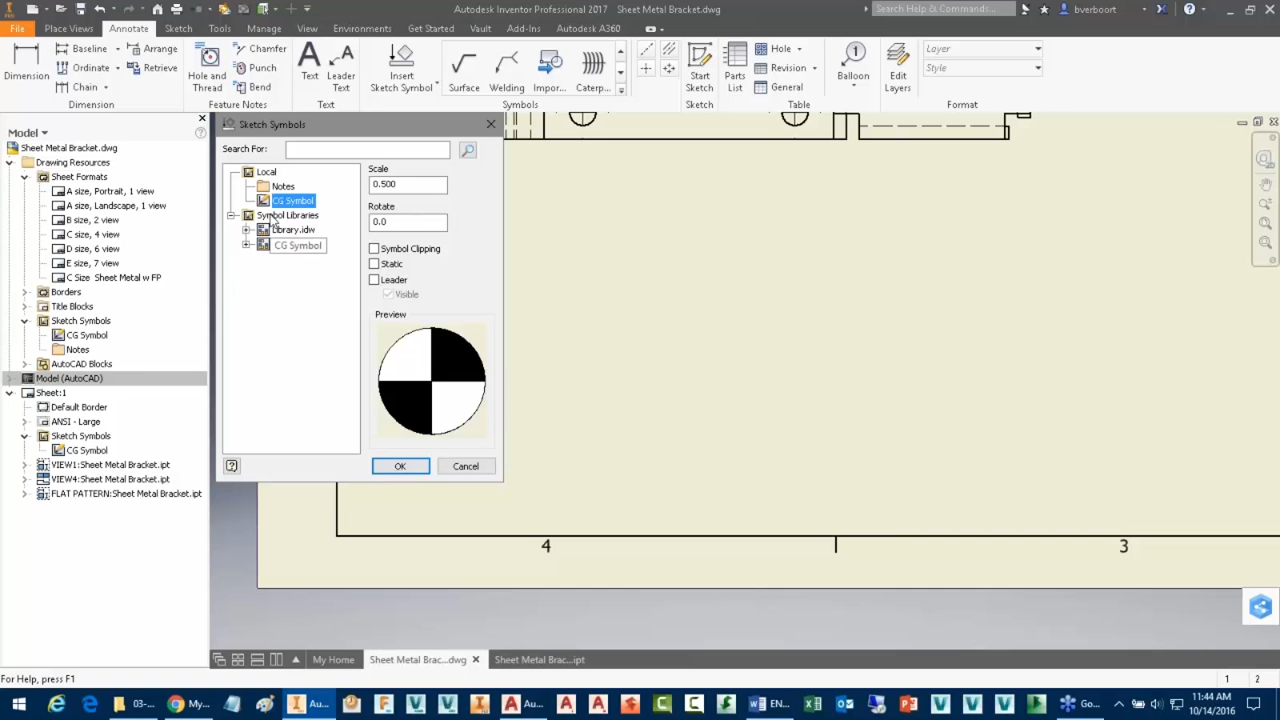 Autodesk Inventor Professional 2017   Sheet Metal Bracket.dwg
Search Help & Commands...
bverboort
File Place Views Annotate Sketch Tools Manage View Environments Get Started Vault Add-Ins Autodesk A360
Dimension
Baseline
Ordinate
Chain
Arrange
Retrieve
Dimension
Hole and Thread
Chamfer
Punch
Bend
Feature Notes
Text
Leader Text
Text
Insert Sketch Symbol
Surface
Welding
Impor...
Caterp...
Symbols
Start Sketch
Sketch
Parts List
Hole
Revision
General
Balloon
Table
Edit Layers
Layer
Style
Format
Model
Sheet Metal Bracket.dwg
Drawing Resources
Sheet Formats
A size, Portrait, 1 view
A size, Landscape, 1 view
B size, 2 view
C size, 4 view
D size, 6 view
E size, 7 view
C Size Sheet Metal w FP
Borders
Title Blocks
Sketch Symbols
CG Symbol
Notes
AutoCAD Blocks
Model (AutoCAD)
Sheet:1
Default Border
ANSI - Large
Sketch Symbols
CG Symbol
VIEW1:Sheet Metal Bracket.ipt
VIEW4:Sheet Metal Bracket.ipt
FLAT PATTERN:Sheet Metal Bracket.ipt
Sketch Symbols
Search For:
Local
Notes
CG Symbol
Symbol Libraries
Library.idw
CG Symbol
Scale
0.500
Rotate
0.0
Symbol Clipping
Static
Leader
Visible
Preview
OK
Cancel
4
3
My Home
Sheet Metal Brac...dwg
Sheet Metal Brac...ipt
For Help, press F1
1
2
03-...
My...
Au...
Au...
EN...
Go...
11:44 AM
10/14/2016